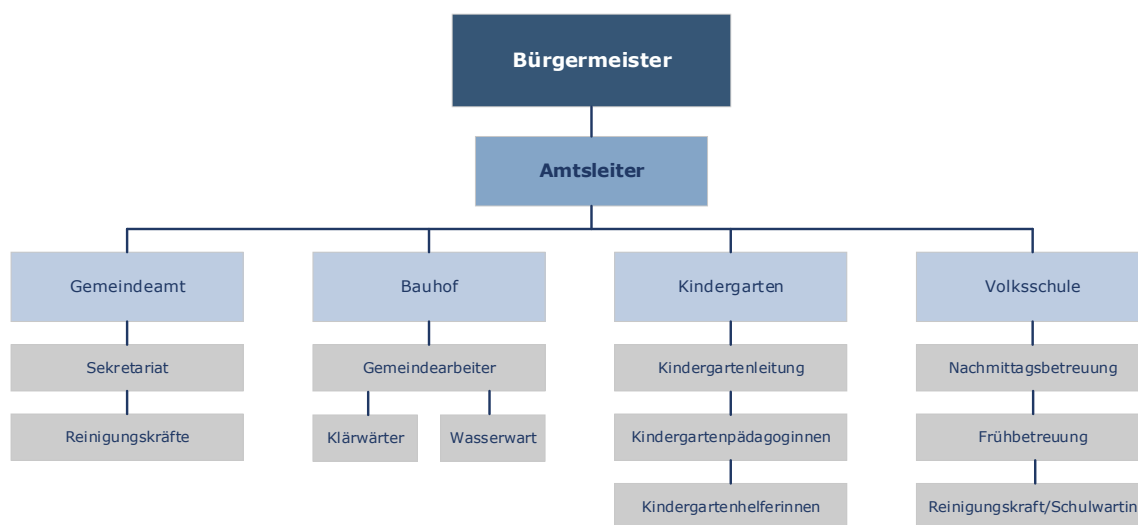 Bürgermeister
Amtsleiter
Gemeindeamt
Bauhof
Kindergarten
Volksschule
Sekretariat
Gemeindearbeiter
Kindergartenleitung
Nachmittagsbetreuung
Reinigungskräfte
Klärwärter
Wasserwart
Kindergartenpädagoginnen
Frühbetreuung
Kindergartenhelferinnen
Reinigungskraft/Schulwartin